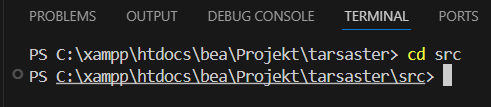 PROBLEMS OUTPUT DEBUG CONSOLE TERMINAL PORTS
PS C:\xampp\htdocs\bea\Projekt\tarsaster> cd src
PS C:\xampp\htdocs\bea\Projekt\tarsaster\src>